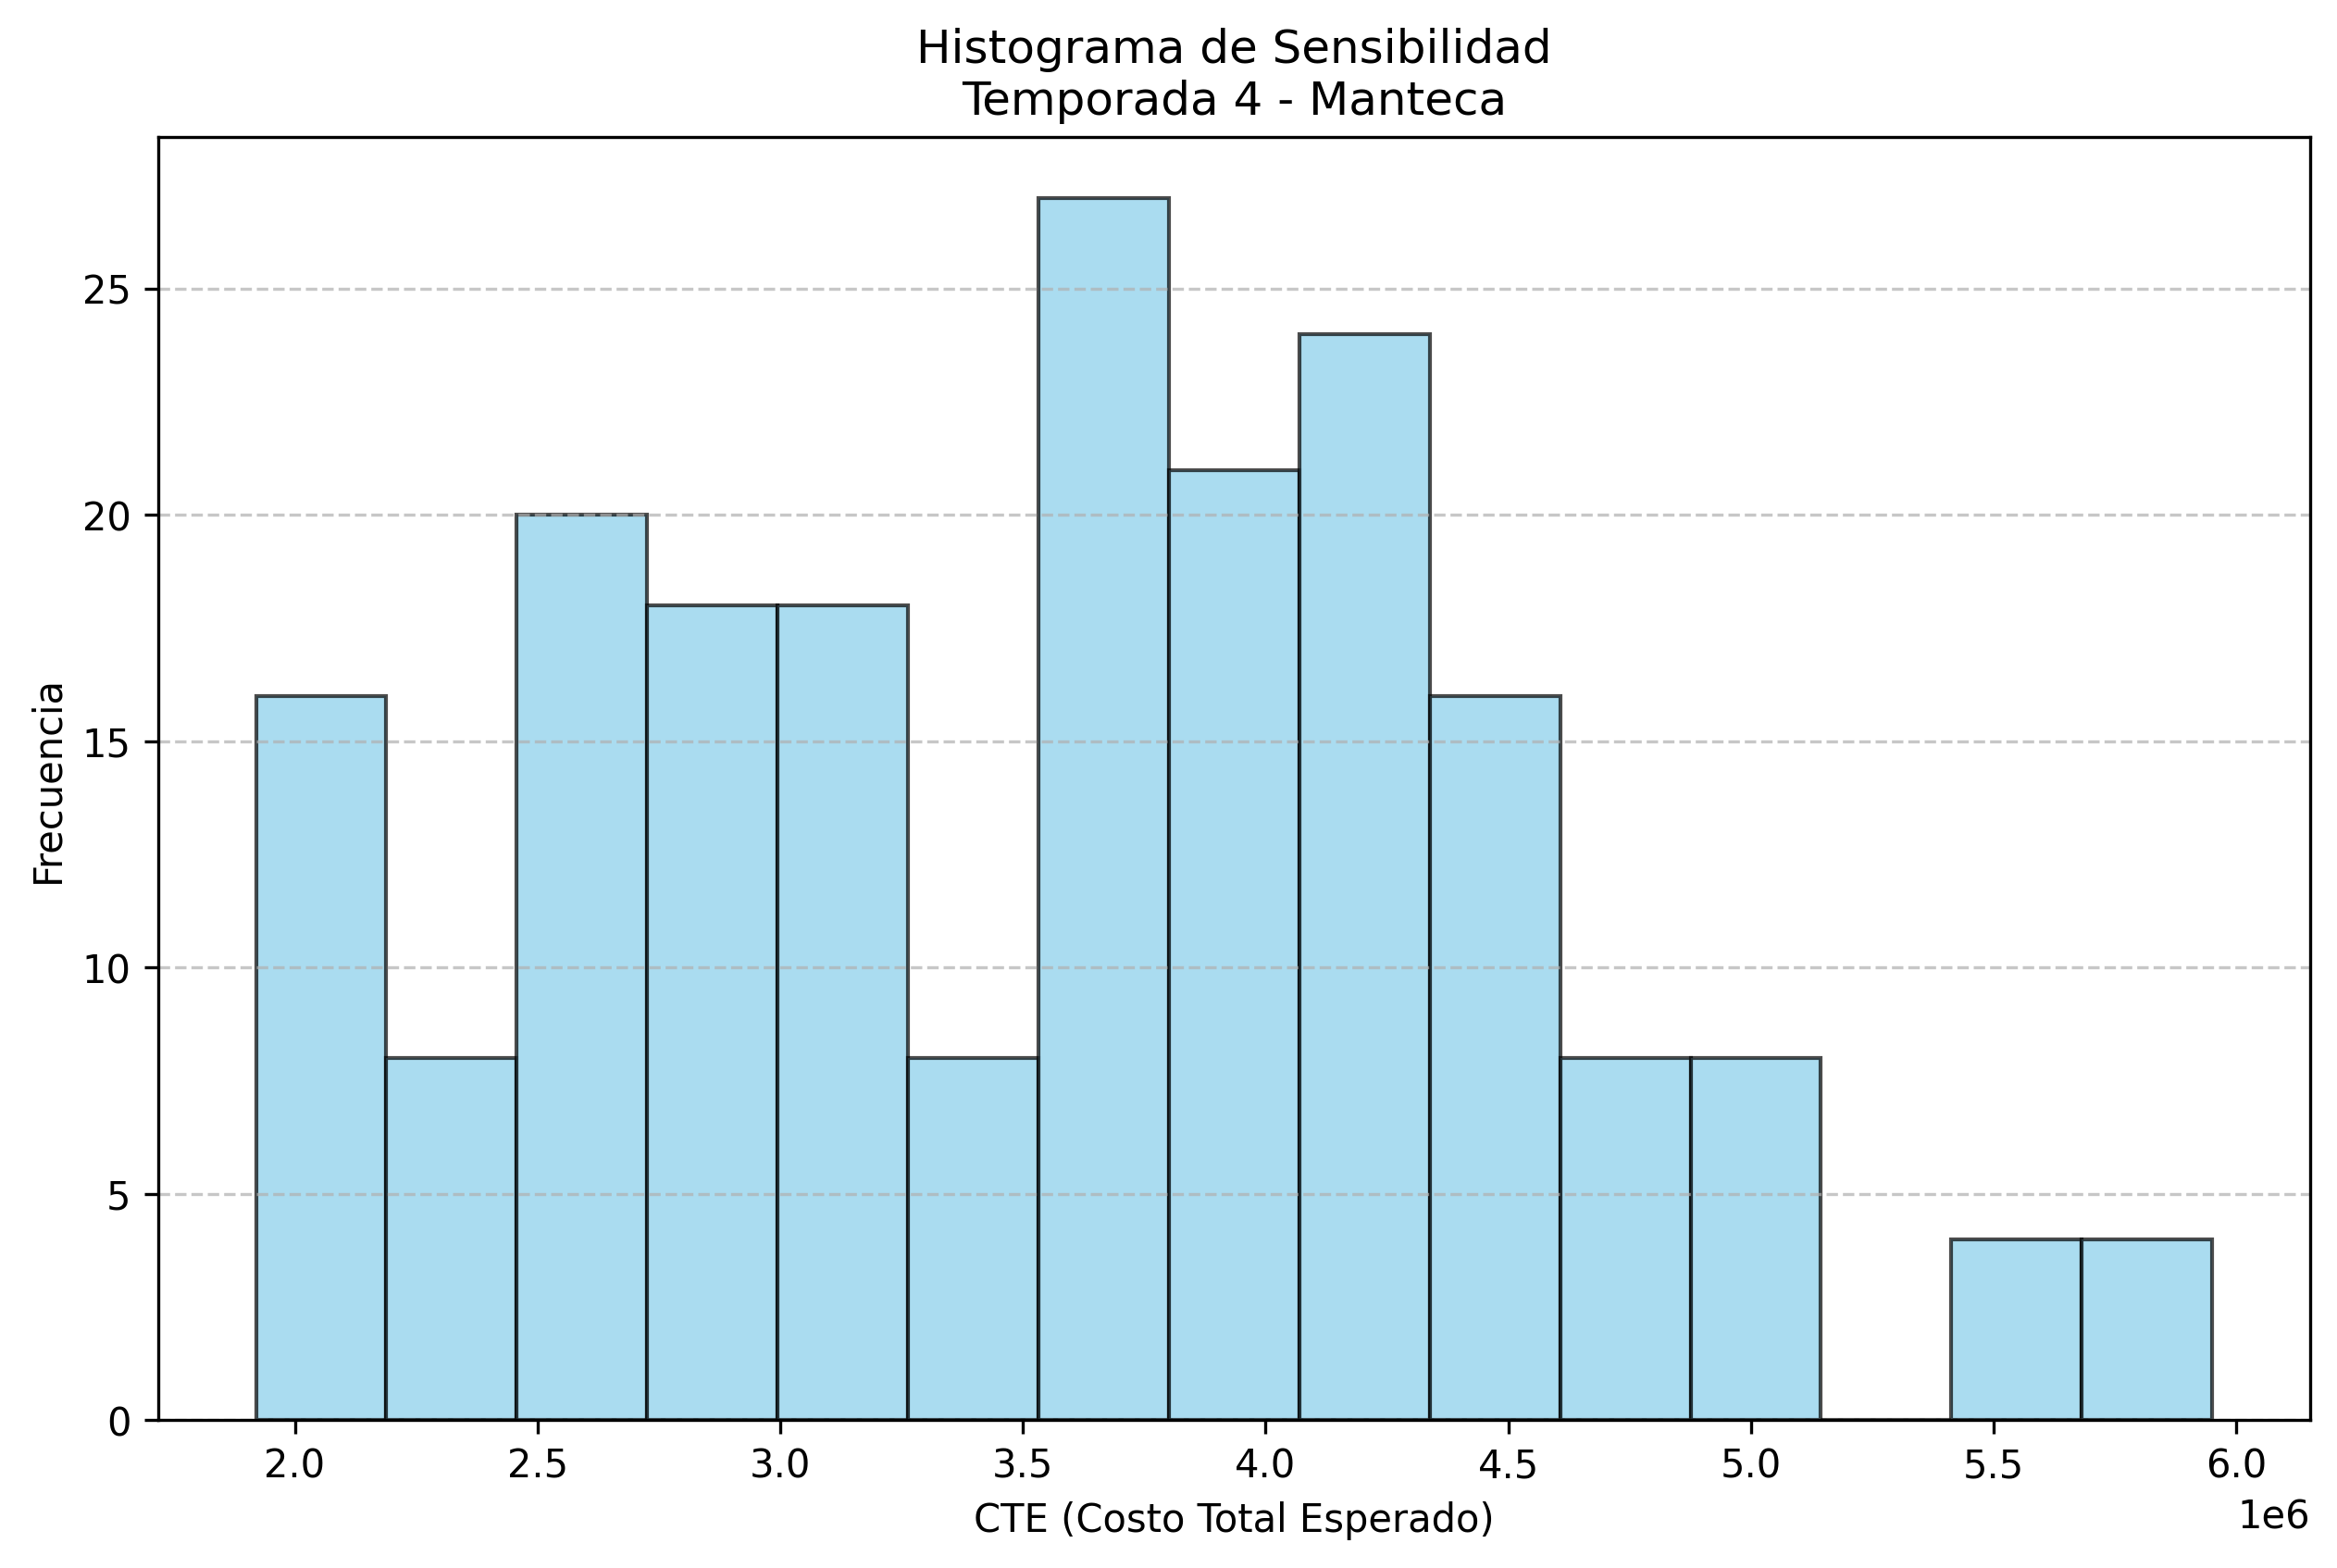 Histograma de Sensibilidad
Temporada 4 - Manteca
Frecuencia
25
20
15
10
5
0
2.0 2.5 3.0 3.5 4.0 4.5 5.0 5.5 6.0
1e6
CTE (Costo Total Esperado)